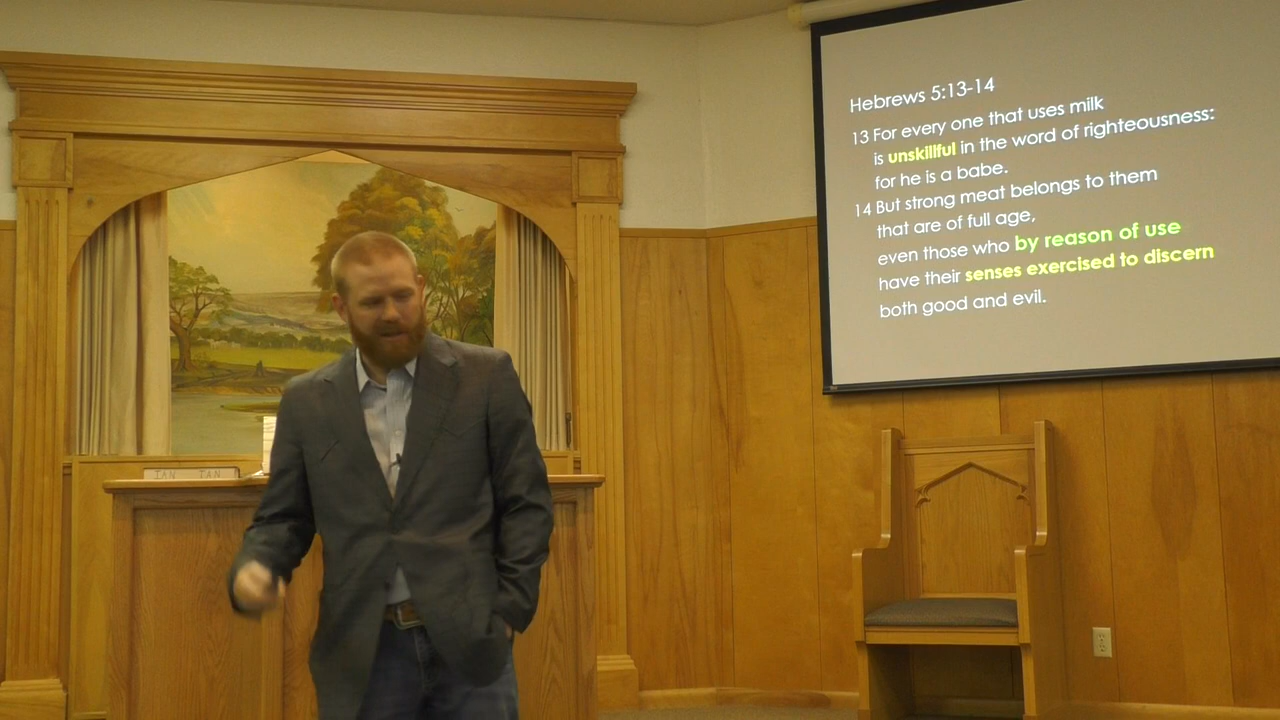 Hebrews 5:13-14
13 For every one that uses milk
is unskillful in the word of righteousness:
for he is a babe.
14 But strong meat belongs to them
that are of full age,
even those who by reason of use
have their senses exercised to discern
both good and evil.
IAN TAN